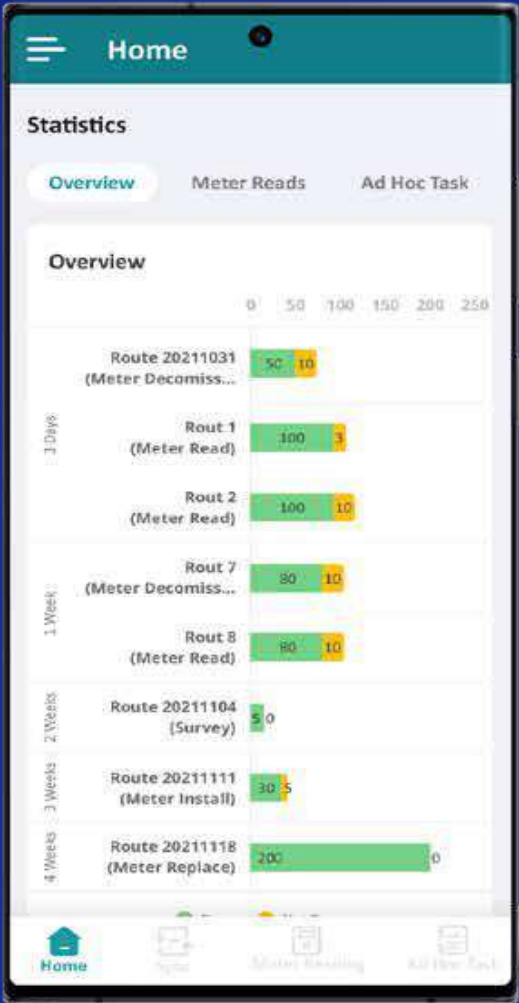 Home
Statistics
Overview Meter Reads Ad Hoc Task
Overview
0 50 100 150 200 250
3 Days
Route 20211031
(Meter Decomiss...
50 10
Rout 1
(Meter Read)
100 3
Rout 2
(Meter Read)
100 10
1 Week
Rout 7
(Meter Decomiss...
80 10
Rout 8
(Meter Read)
80 10
2 Weeks
Route 20211104
(Survey)
5 0
3 Weeks
Route 20211111
(Meter Install)
30 5
4 Weeks
Route 20211118
(Meter Replace)
200 0
Home Sync Meter Reading Ad Hoc Task